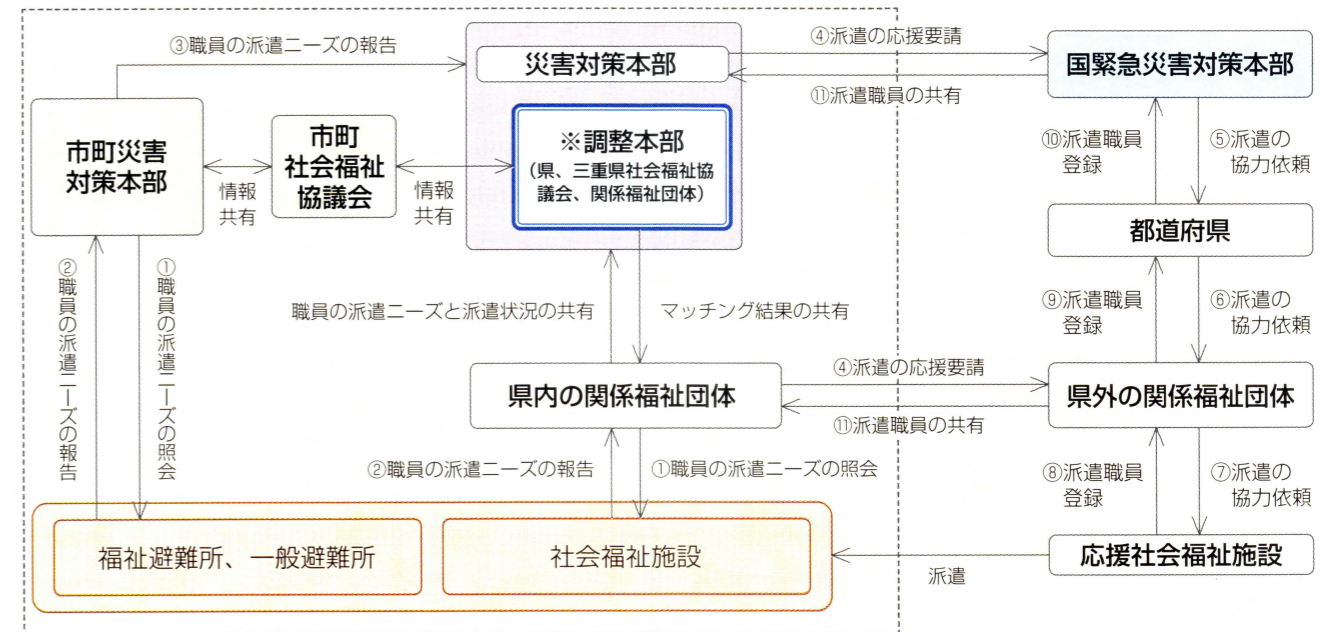 ③職員の派遣ニーズの報告
災害対策本部
④派遣の応援要請
⑪派遣職員の共有
国緊急災害対策本部
市町災害
対策本部
情報
共有
市町
社会福祉
協議会
情報
共有
※調整本部
(県、三重県社会福祉協
議会、関係福祉団体)
⑩派遣職員
登録
⑤派遣の
協力依頼
都道府県
②職員の派遣ニーズの報告
①職員の派遣ニーズの照会
職員の派遣ニーズと派遣状況の共有
マッチング結果の共有
⑨派遣職員
登録
⑥派遣の
協力依頼
県内の関係福祉団体
④派遣の応援要請
⑪派遣職員の共有
県外の関係福祉団体
②職員の派遣ニーズの報告
①職員の派遣ニーズの照会
⑧派遣職員
登録
⑦派遣の
協力依頼
福祉避難所、一般避難所
社会福祉施設
派遣
応援社会福祉施設